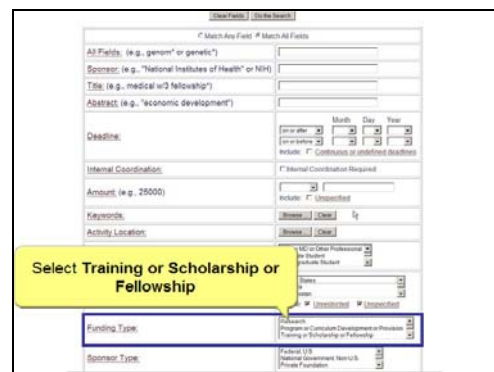 Clear Fields Do the Search
Match Any Field Match All Fields
All Fields: (e.g., genom* or genetic*)
Sponsor: (e.g., "National Institutes of Health" or NIH)
Title: (e.g., medical w/3 fellowship*)
Abstract: (e.g., "economic development")
Month Day Year
Deadline:
on or after
on or before
Include: Continuous or undefined deadlines
Internal Coordination: Internal Coordination Required
Amount: (e.g., 25000)
Include: Unspecified
Keywords: Browse... Clear
Activity Location: Browse... Clear
MD or Other Professional
Student
Graduate Student
States
Include: Unrestricted Unspecified
Select Training or Scholarship or
Fellowship
Funding Type:
Research
Program or Curriculum Development or Provision
Training or Scholarship or Fellowship
Sponsor Type:
Federal, U.S.
National Government, Non-U.S.
Private Foundation